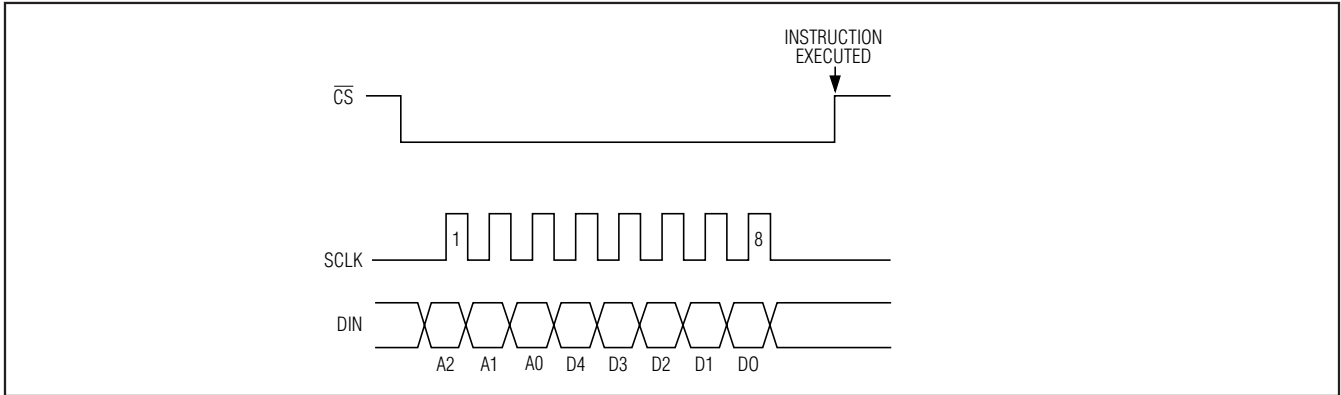 INSTRUCTION
EXECUTED
CS
1
8
SCLK
DIN
A2 A1 A0 D4 D3 D2 D1 D0